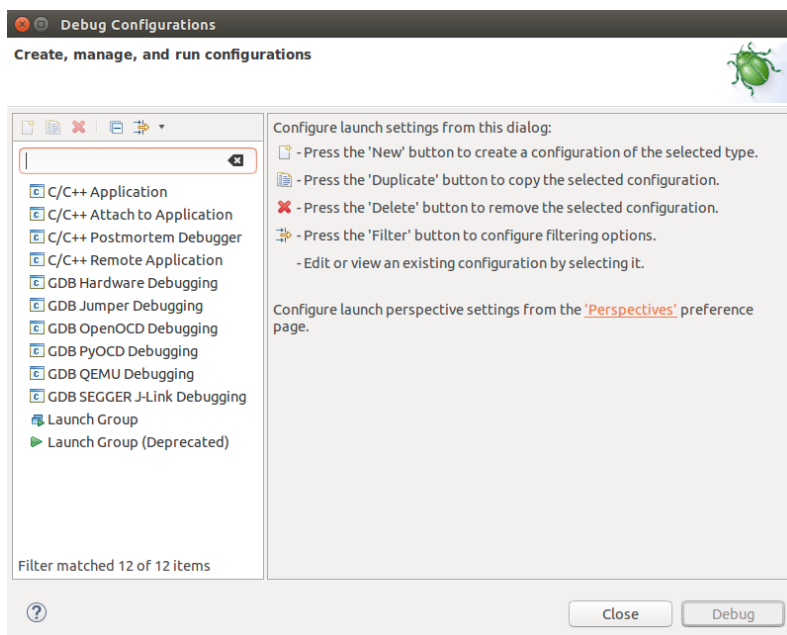 Debug Configurations
Create, manage, and run configurations
C/C++ Application
C/C++ Attach to Application
C/C++ Postmortem Debugger
C/C++ Remote Application
GDB Hardware Debugging
GDB Jumper Debugging
GDB OpenOCD Debugging
GDB PyOCD Debugging
GDB QEMU Debugging
GDB SEGGER J-Link Debugging
Launch Group
Launch Group (Deprecated)
Filter matched 12 of 12 items
Configure launch settings from this dialog:
- Press the 'New' button to create a configuration of the selected type.
- Press the 'Duplicate' button to copy the selected configuration.
- Press the 'Delete' button to remove the selected configuration.
- Press the 'Filter' button to configure filtering options.
- Edit or view an existing configuration by selecting it.
Configure launch perspective settings from the 'Perspectives' preference
page.
Close
Debug